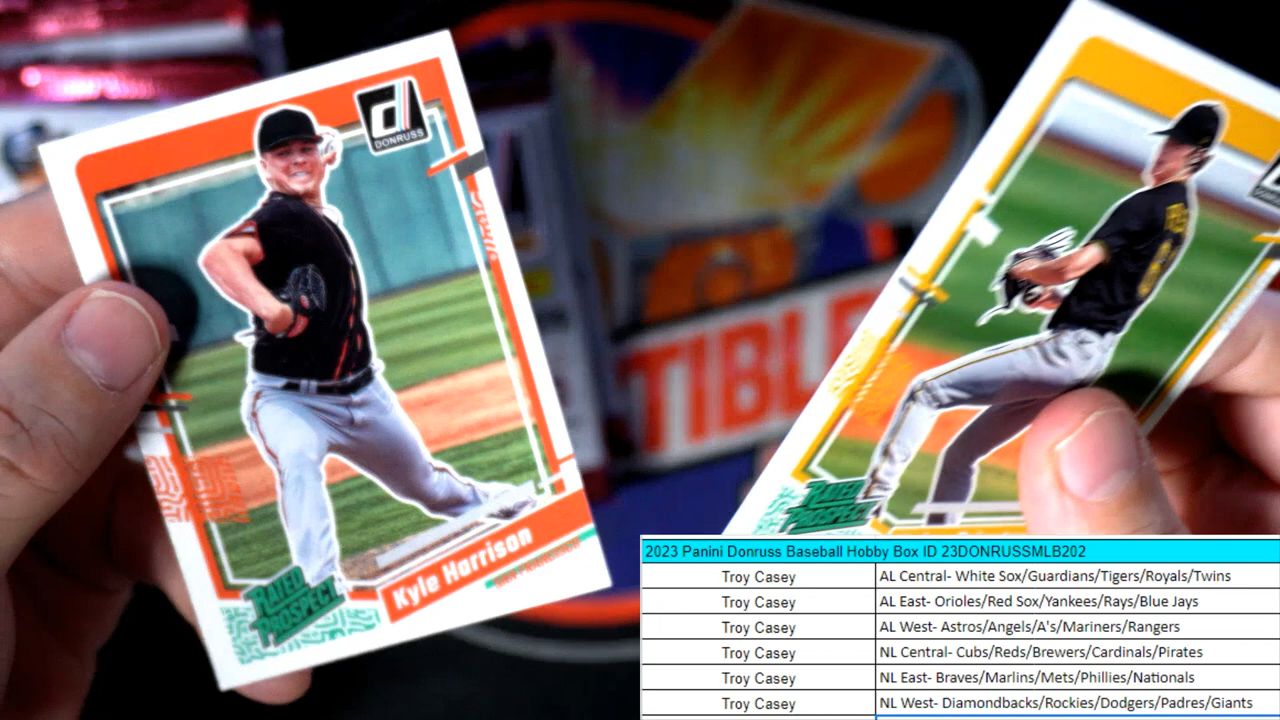 DONRUSS
Kyle Harrison
RATED
PROSPECT
TIBL
RATED
PROSPECT
2023 Panini Donruss Baseball Hobby Box ID 23DONRUSSMLB202
Troy Casey AL Central- White Sox/Guardians/Tigers/Royals/Twins
Troy Casey AL East- Orioles/Red Sox/Yankees/Rays/Blue Jays
Troy Casey AL West- Astros/Angels/A's/Mariners/Rangers
Troy Casey NL Central- Cubs/Reds/Brewers/Cardinals/Pirates
Troy Casey NL East- Braves/Marlins/Mets/Phillies/Nationals
Troy Casey NL West- Diamondbacks/Rockies/Dodgers/Padres/Giants